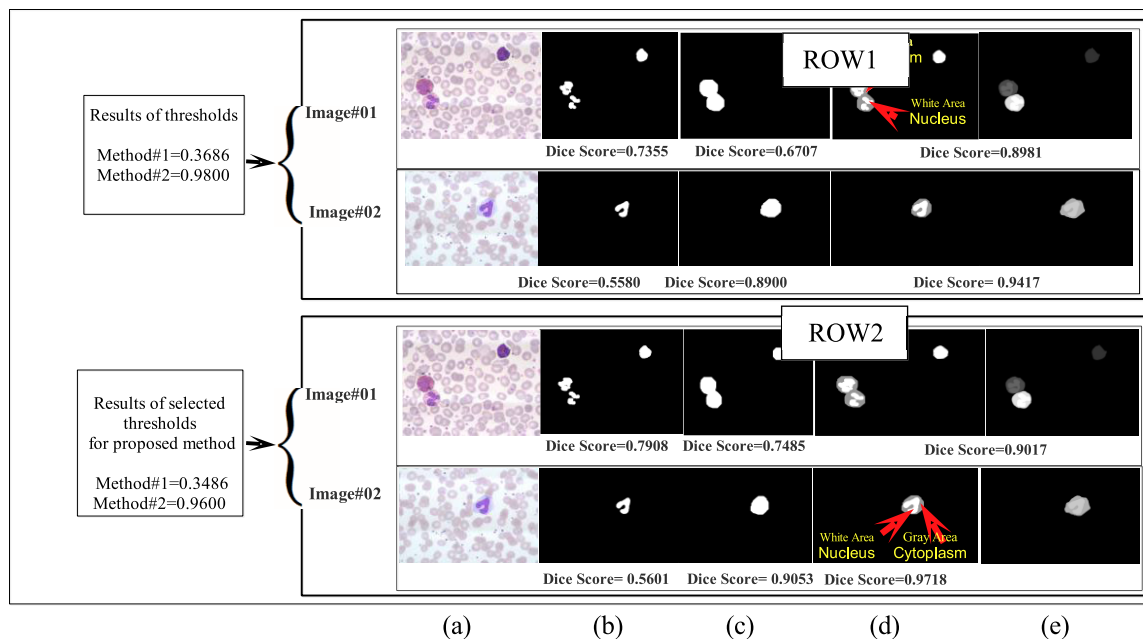 ROW1
Results of thresholds
Method#1=0.3686
Method#2=0.9800
Image#01
White Area
Nucleus
Dice Score=0.7355
Dice Score=0.6707
Dice Score=0.8981
Image#02
Dice Score=0.5580
Dice Score=0.8900
Dice Score= 0.9417
ROW2
Results of selected
thresholds
for proposed method
Method#1=0.3486
Method#2=0.9600
Image#01
Dice Score=0.7908
Dice Score=0.7485
Dice Score=0.9017
Image#02
White Area
Nucleus
Gray Area
Cytoplasm
Dice Score= 0.5601
Dice Score=0.9053
Dice Score=0.9718
(a)
(b)
(c)
(d)
(e)